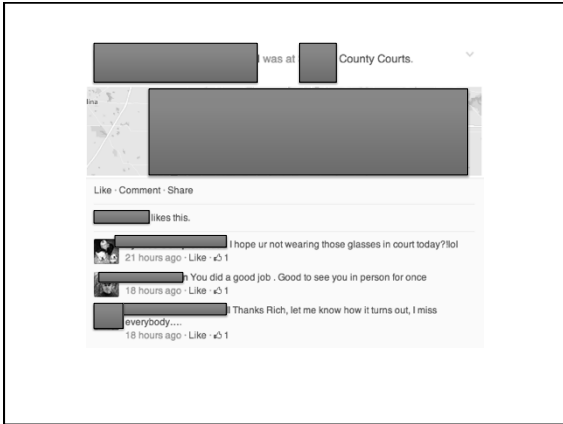 was at County Courts.
lina
Like · Comment · Share
likes this.
I hope ur not wearing those glasses in court today?!lol
21 hours ago · Like · 1
n You did a good job . Good to see you in person for once
18 hours ago · Like · 1
Thanks Rich, let me know how it turns out, I miss
everybody....
18 hours ago · Like · 1